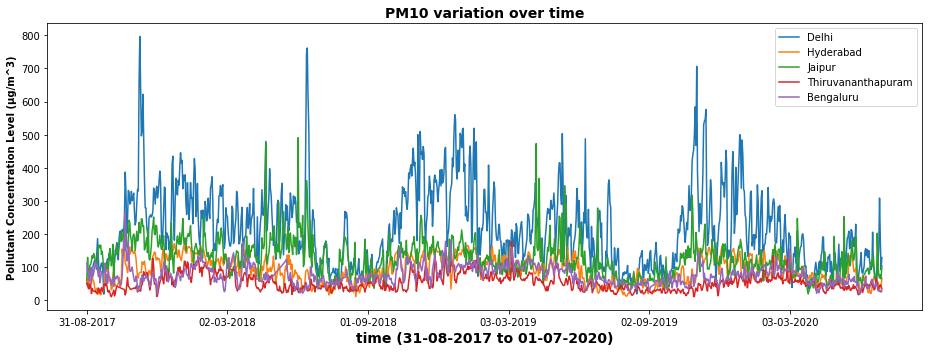 PM10 variation over time
Pollutant Concentration Level (µg/m^3)
800
700
600
500
400
300
200
100
0
Delhi
Hyderabad
Jaipur
Thiruvananthapuram
Bengaluru
31-08-2017 02-03-2018 01-09-2018 03-03-2019 02-09-2019 03-03-2020
time (31-08-2017 to 01-07-2020)